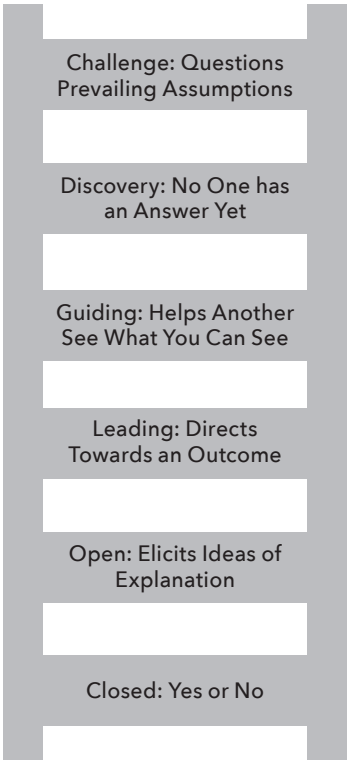 Challenge: Questions
Prevailing Assumptions
Discovery: No One has
an Answer Yet
Guiding: Helps Another
See What You Can See
Leading: Directs
Towards an Outcome
Open: Elicits Ideas of
Explanation
Closed: Yes or No